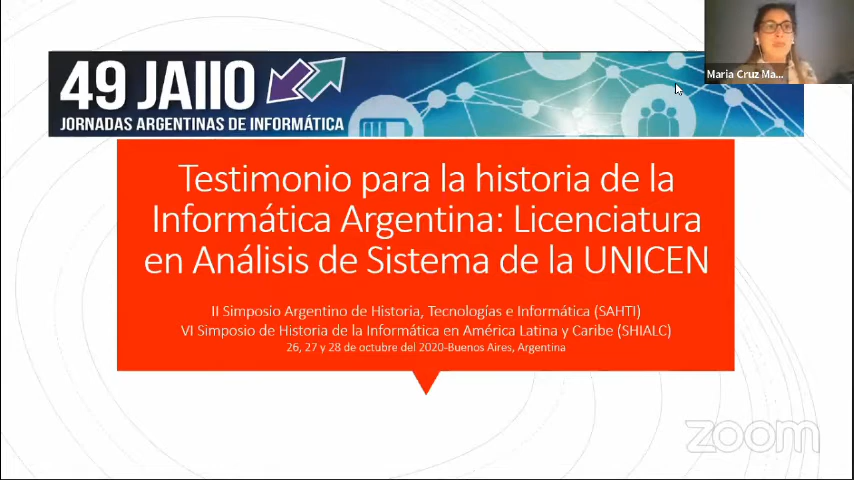 Maria Cruz Ma...
49 JAIIO
JORNADAS ARGENTINAS DE INFORMÁTICA
Testimonio para la historia de la
Informática Argentina: Licenciatura
en Análisis de Sistema de la UNICEN
II Simposio Argentino de Historia, Tecnologías e Informática (SAHTI)
VI Simposio de Historia de la Informática en América Latina y Caribe (SHIALC)
26, 27 y 28 de octubre del 2020-Buenos Aires, Argentina
zoom